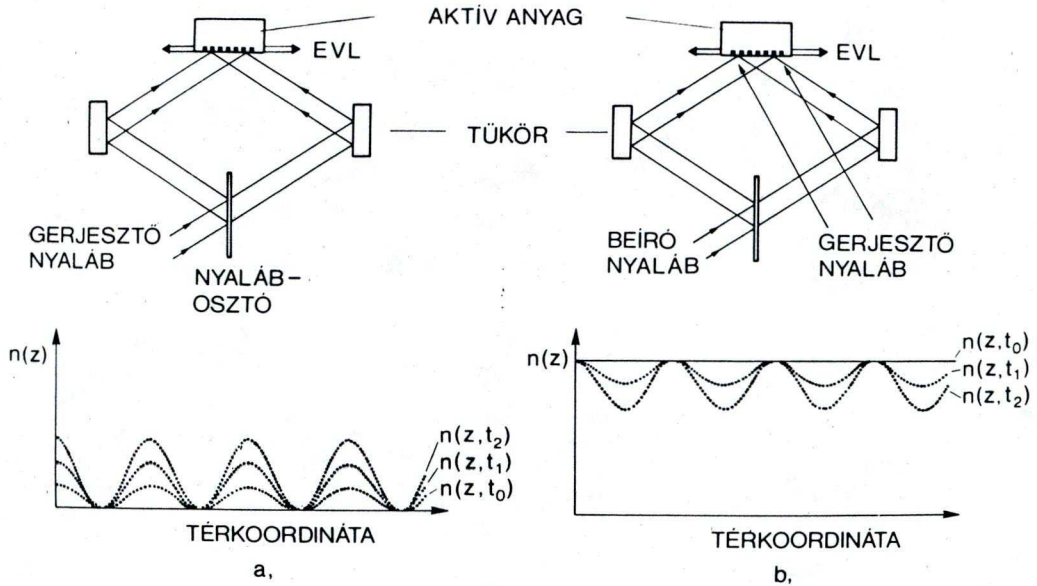 AKTÍV ANYAG
EVL
EVL
TÜKÖR
GERJESZTŐ
NYALÁB
NYALÁB-
OSZTÓ
BEÍRÓ
NYALÁB
GERJESZTŐ
NYALÁB
n(z)
n(z,t₂)
n(z,t₁)
n(z,t₀)
TÉRKOORDINÁTA
a,
n(z)
n(z,t₀)
n(z,t₁)
n(z,t₂)
TÉRKOORDINÁTA
b,